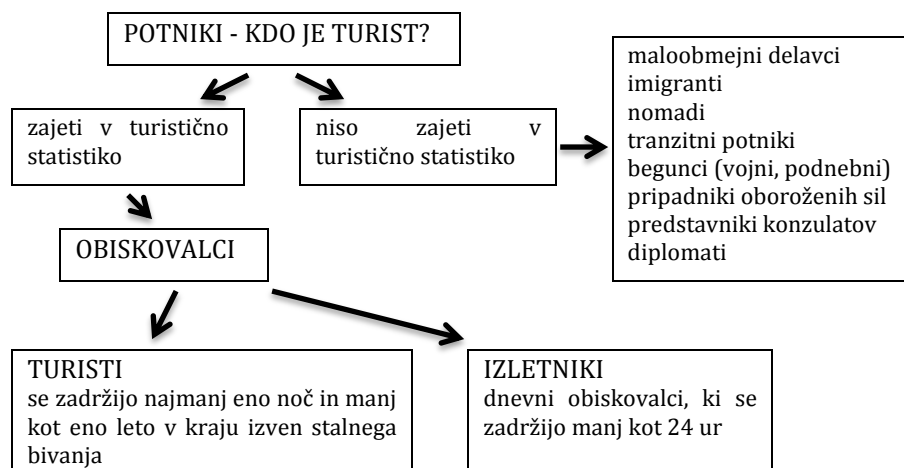 POTNIKI - KDO JE TURIST?
zajeti v turistično
statistiko
niso zajeti v
turistično statistiko
maloobmejni delavci
imigranti
nomadi
tranzitni potniki
begunci (vojni, podnebni)
pripadniki oboroženih sil
predstavniki konzulatov
diplomati
OBISKOVALCI
TURISTI
se zadržijo najmanj eno noč in manj
kot eno leto v kraju izven stalnega
bivanja
IZLETNIKI
dnevni obiskovalci, ki se
zadržijo manj kot 24 ur